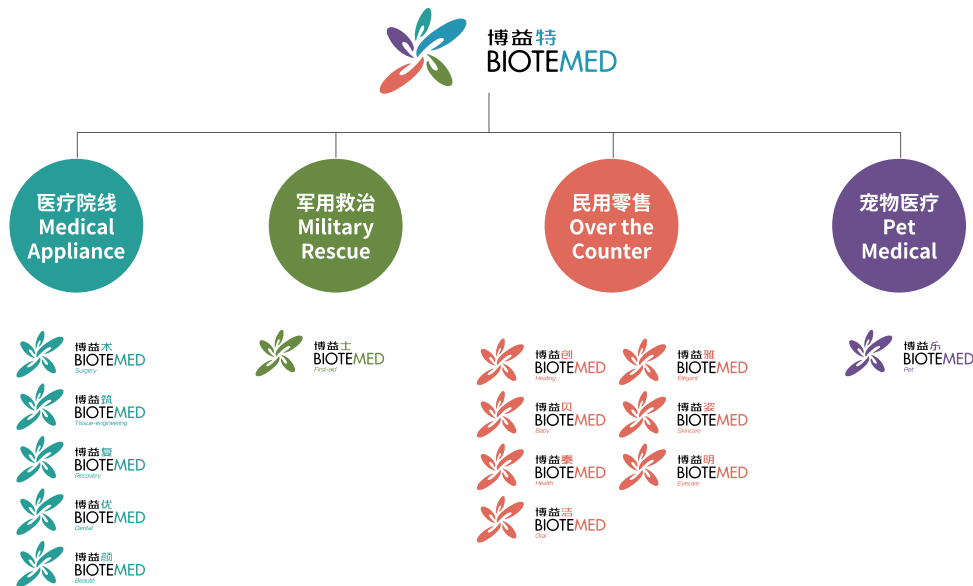 博益特
BIOTEMED
医疗院线
Medical
Appliance
军用救治
Military
Rescue
民用零售
Over the
Counter
宠物医疗
Pet
Medical
博益术
BIOTEMED
Surgery
博益筑
BIOTEMED
Tissue-engineering
博益复
BIOTEMED
Recovery
博益优
BIOTEMED
Dental
博益颜
BIOTEMED
Beauté
博益士
BIOTEMED
First-aid
博益创
BIOTEMED
Healing
博益雅
BIOTEMED
Elegant
博益贝
BIOTEMED
Baby
博益姿
BIOTEMED
Skincare
博益泰
BIOTEMED
Health
博益明
BIOTEMED
Eyecare
博益洁
BIOTEMED
Oral
博益乐
BIOTEMED
Pet